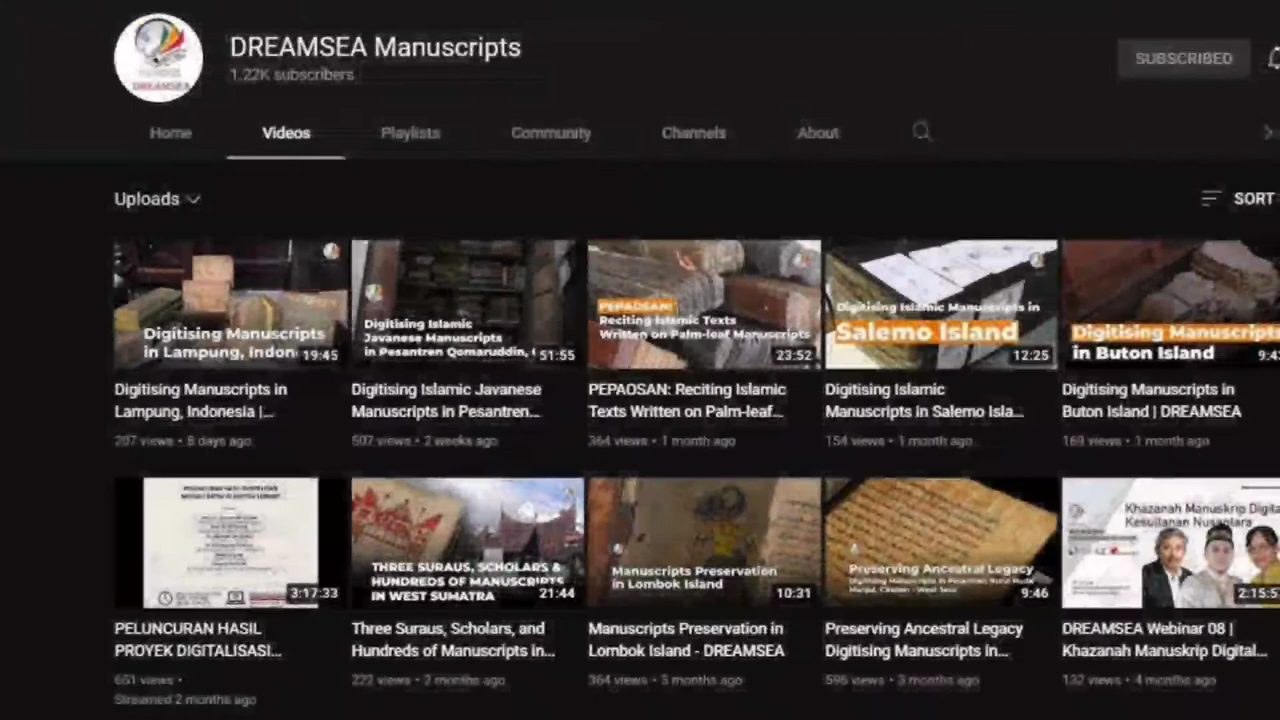 DREAMSEA Manuscripts
1.22K subscribers
SUBSCRIBED
DREAMSEA
Home Videos Playlists Community Channels About
Uploads
SORT
Digitising Manuscripts
in Lampung, Indon
19:45
Digitising Islamic
Javanese Manuscripts
in Pesantren Qomaruddin,
51:55
PEPAOSAN:
Reciting Islamic Texts
Written on Palm-leaf Manuscripts
23:52
Digitising Islamic Manuscripts in
Salemo Island
12:25
Digitising Manuscripts
in Buton Island
9:4
Digitising Manuscripts in
Lampung, Indonesia |...
207 views • 8 days ago
Digitising Islamic Javanese
Manuscripts in Pesantren...
507 views • 2 weeks ago
PEPAOSAN: Reciting Islamic
Texts Written on Palm-leaf...
364 views • 1 month ago
Digitising Islamic
Manuscripts in Salemo Isla...
154 views • 1 month ago
Digitising Manuscripts in
Buton Island | DREAMSEA
169 views • 1 month ago
3:17:33
THREE SURAUS, SCHOLARS &
HUNDREDS OF MANUSCRIPTS
IN WEST SUMATRA
21:44
Manuscripts Preservation
in Lombok Island
10:31
Preserving Ancestral Legacy
9:46
Khazanah Manuskrip Digita
Kesultanan Nusantara
2:15:5
PELUNCURAN HASIL
PROYEK DIGITALISASI...
651 views •
Streamed 2 months ago
Three Suraus, Scholars, and
Hundreds of Manuscripts in...
222 views • 2 months ago
Manuscripts Preservation in
Lombok Island - DREAMSEA
364 views • 3 months ago
Preserving Ancestral Legacy
Digitising Manuscripts in...
596 views • 3 months ago
DREAMSEA Webinar 08 |
Khazanah Manuskrip Digital...
132 views • 4 months ago